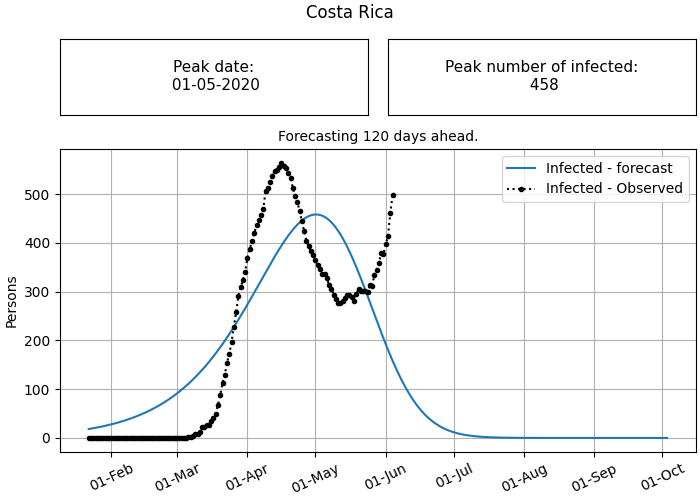 Costa Rica
Peak date:
01-05-2020
Peak number of infected:
458
Forecasting 120 days ahead.
Infected - forecast
Infected - Observed
Persons
500
400
300
200
100
0
01-Feb
01-Mar
01-Apr
01-May
01-Jun
01-Jul
01-Aug
01-Sep
01-Oct